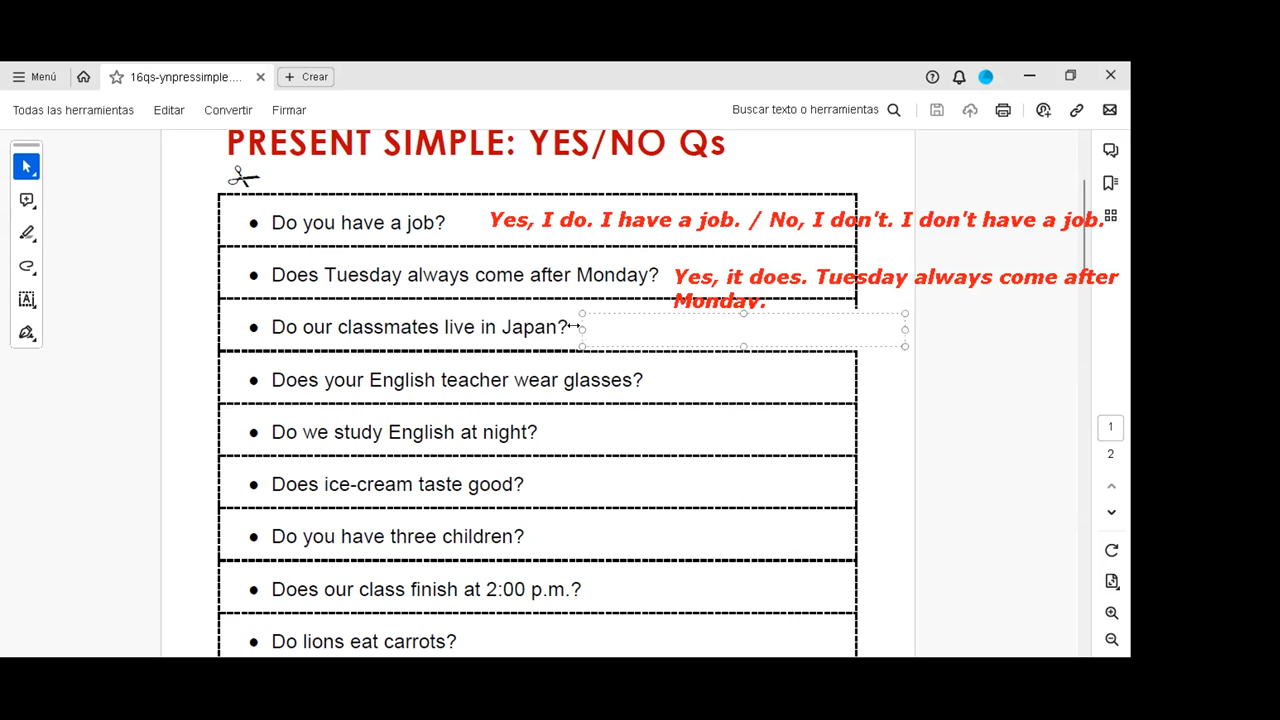 Menú
16qs-ynpressimple....
Crear
Todas las herramientas
Editar
Convertir
Firmar
Buscar texto o herramientas
PRESENT SIMPLE: YES/NO Qs
• Do you have a job?
Yes, I do. I have a job. / No, I don't. I don't have a job.
• Does Tuesday always come after Monday?
Yes, it does. Tuesday always come after
Monday.
• Do our classmates live in Japan?
• Does your English teacher wear glasses?
• Do we study English at night?
• Does ice-cream taste good?
• Do you have three children?
• Does our class finish at 2:00 p.m.?
• Do lions eat carrots?
1
2